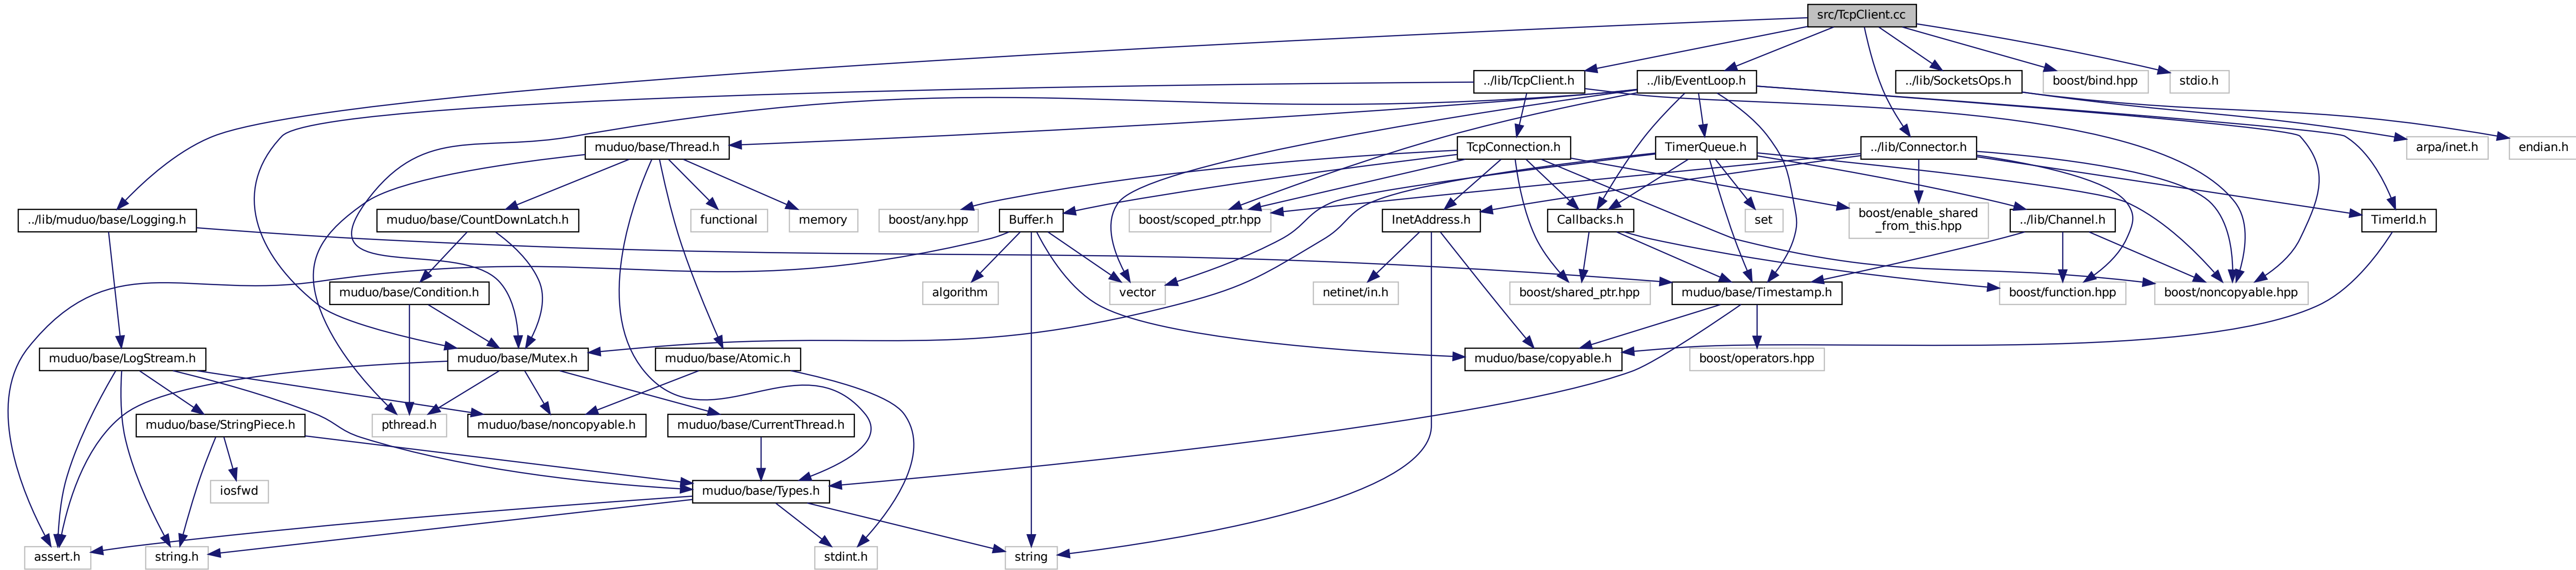 src/TcpClient.cc
../lib/TcpClient.h
../lib/EventLoop.h
../lib/SocketsOps.h
boost/bind.hpp
stdio.h
muduo/base/Thread.h
TcpConnection.h
TimerQueue.h
../lib/Connector.h
arpa/inet.h
endian.h
../lib/muduo/base/Logging.h
muduo/base/CountDownLatch.h
functional
memory
boost/any.hpp
Buffer.h
boost/scoped_ptr.hpp
InetAddress.h
Callbacks.h
set
boost/enable_shared
_from_this.hpp
../lib/Channel.h
TimerId.h
muduo/base/Condition.h
algorithm
vector
netinet/in.h
boost/shared_ptr.hpp
muduo/base/Timestamp.h
boost/function.hpp
boost/noncopyable.hpp
muduo/base/LogStream.h
muduo/base/Mutex.h
muduo/base/Atomic.h
muduo/base/copyable.h
boost/operators.hpp
muduo/base/StringPiece.h
pthread.h
muduo/base/noncopyable.h
muduo/base/CurrentThread.h
iosfwd
muduo/base/Types.h
assert.h
string.h
stdint.h
string